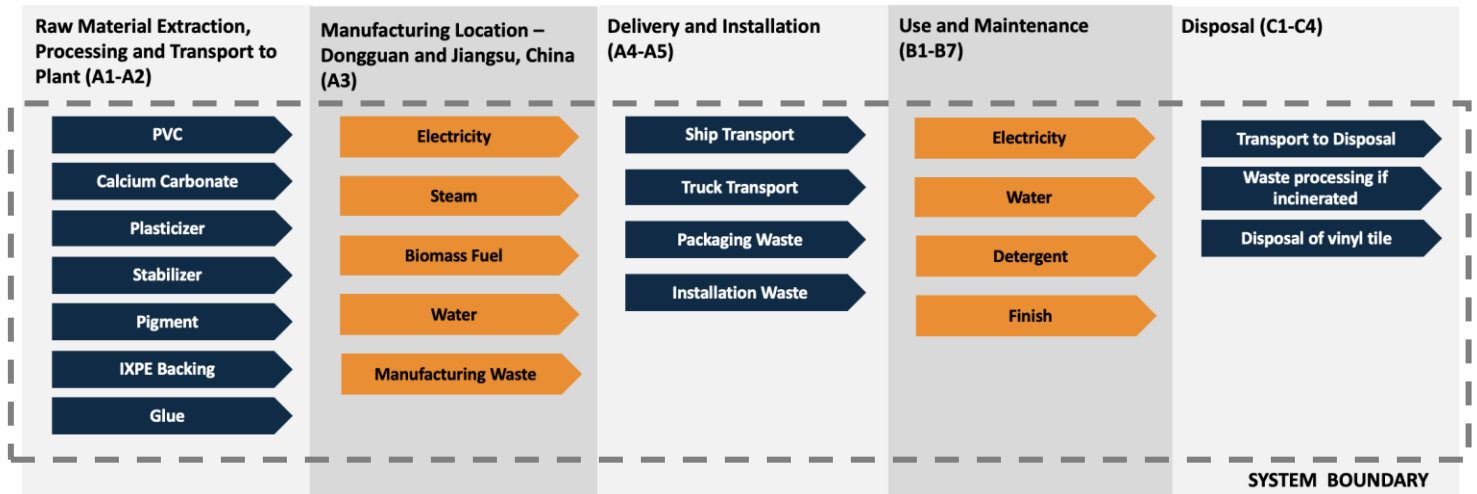 Raw Material Extraction,
Processing and Transport to
Plant (A1-A2)
PVC
Calcium Carbonate
Plasticizer
Stabilizer
Pigment
IXPE Backing
Glue
Manufacturing Location –
Dongguan and Jiangsu, China
(A3)
Electricity
Steam
Biomass Fuel
Water
Manufacturing Waste
Delivery and Installation
(A4-A5)
Ship Transport
Truck Transport
Packaging Waste
Installation Waste
Use and Maintenance
(B1-B7)
Electricity
Water
Detergent
Finish
Disposal (C1-C4)
Transport to Disposal
Waste processing if
incinerated
Disposal of vinyl tile
SYSTEM BOUNDARY